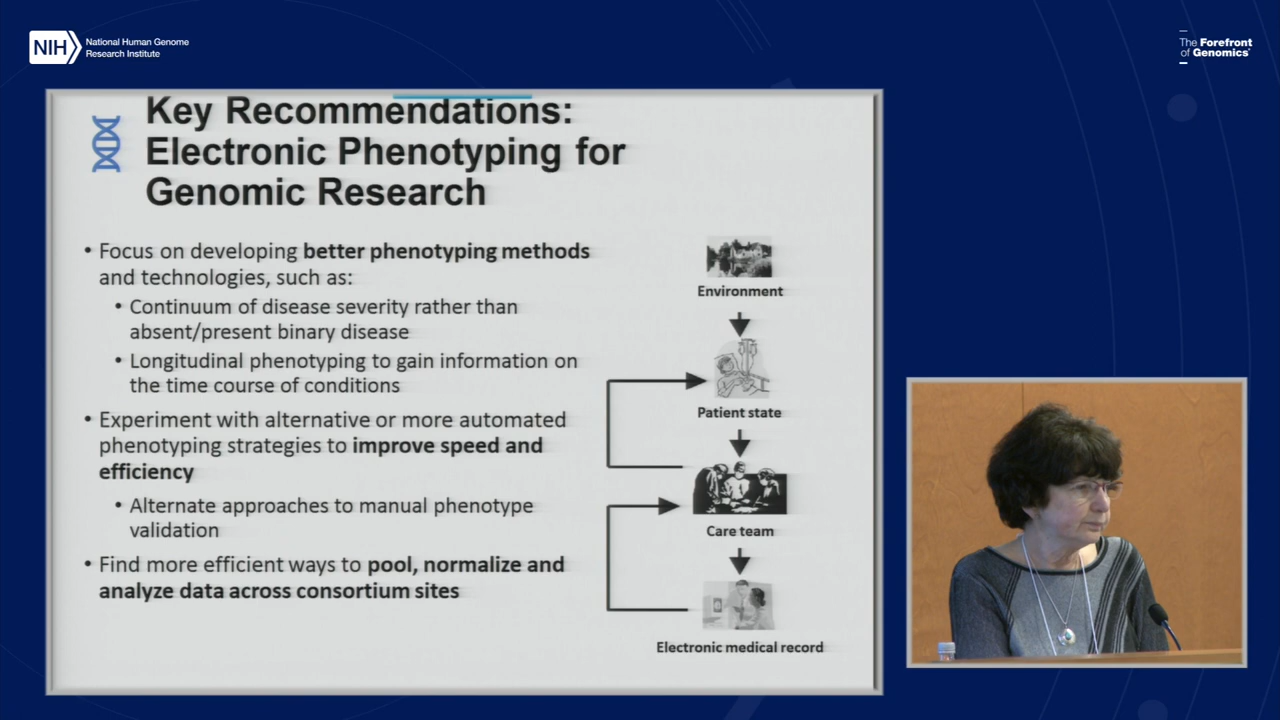 NIH
National Human Genome
Research Institute
The Forefront
of Genomics®
Key Recommendations:
Electronic Phenotyping for
Genomic Research
• Focus on developing better phenotyping methods
and technologies, such as:
• Continuum of disease severity rather than
absent/present binary disease
• Longitudinal phenotyping to gain information on
the time course of conditions
• Experiment with alternative or more automated
phenotyping strategies to improve speed and
efficiency
• Alternate approaches to manual phenotype
validation
• Find more efficient ways to pool, normalize and
analyze data across consortium sites
Environment
Patient state
Care team
Electronic medical record